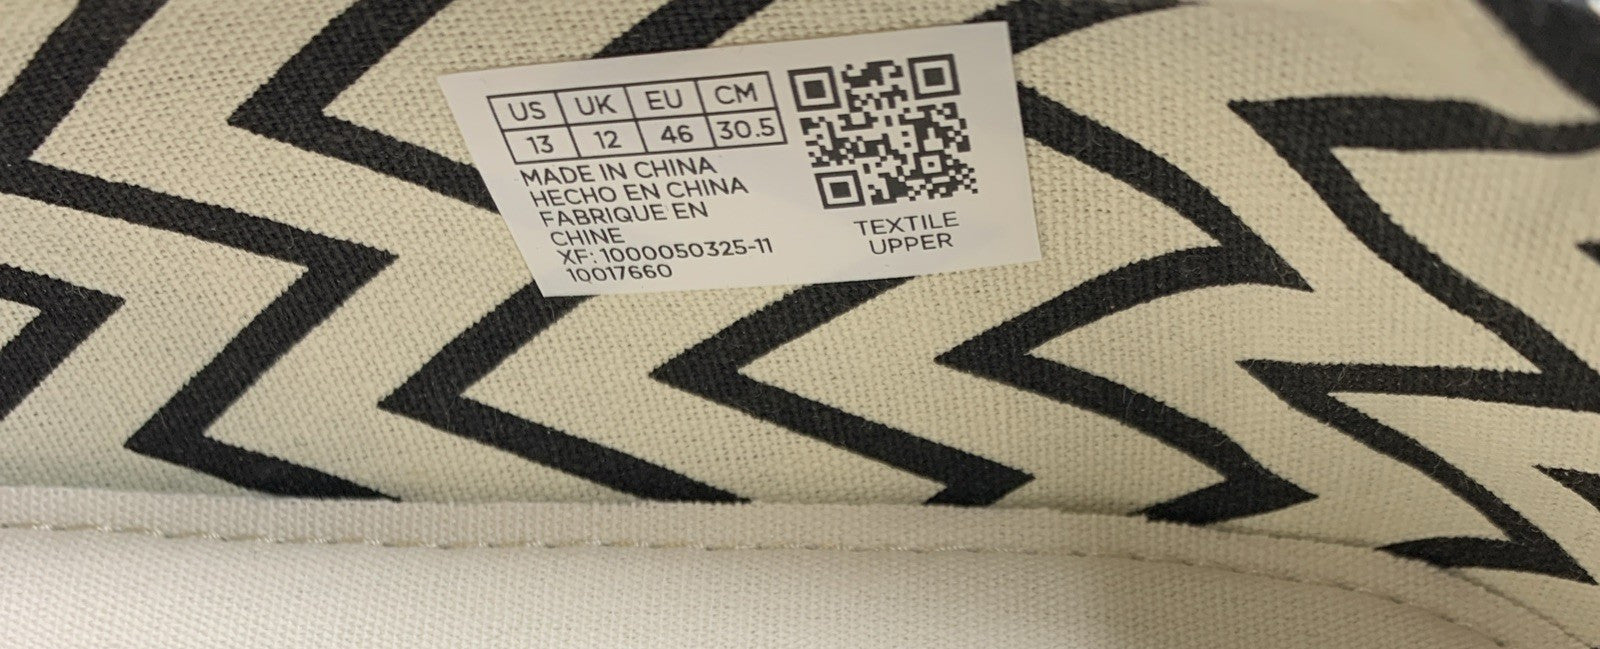 US UK EU CM
13 12 46 30.5
MADE IN CHINA
HECHO EN CHINA
FABRIQUE EN
CHINE
XF: 1000050325-11
10017660
TEXTILE
UPPER